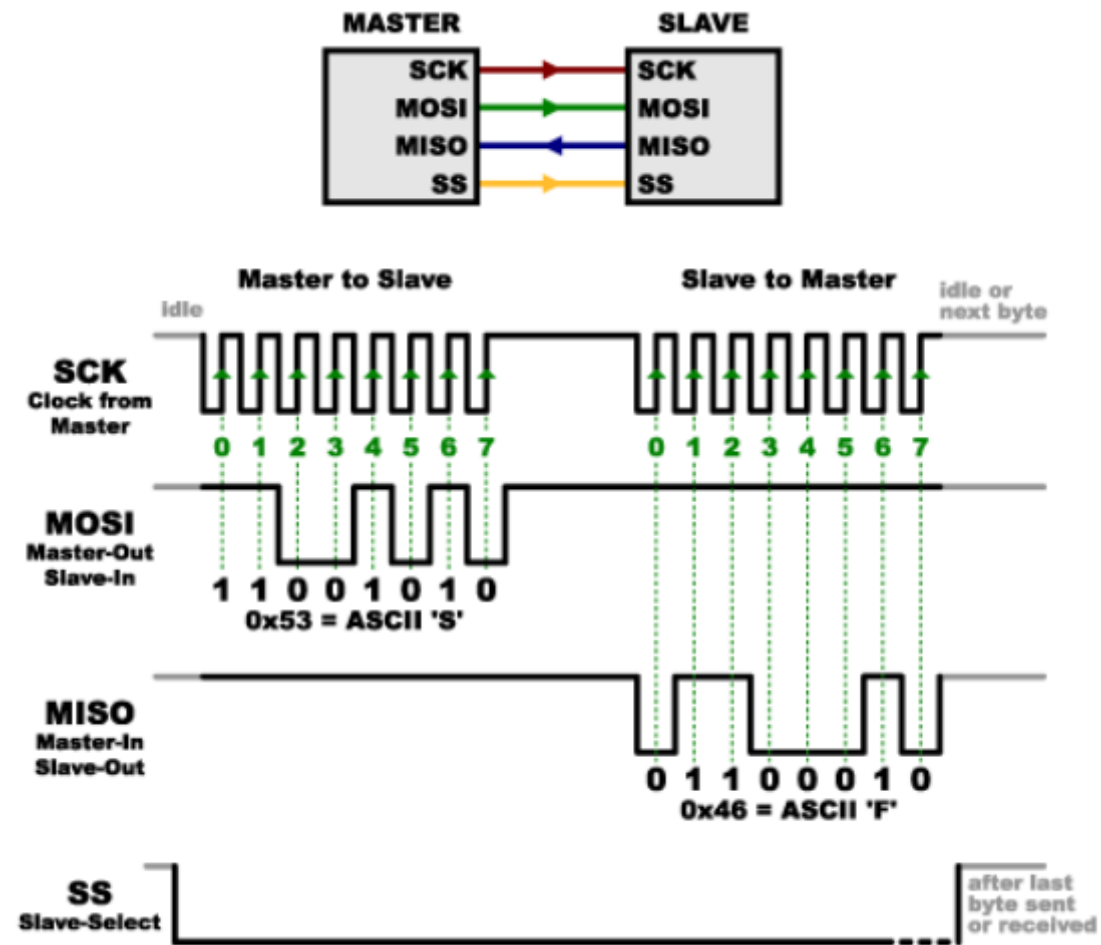 MASTER SLAVE
SCK SCK
MOSI MOSI
MISO MISO
SS SS
Master to Slave Slave to Master
idle
idle or
next byte
SCK
Clock from
Master
0 1 2 3 4 5 6 7 0 1 2 3 4 5 6 7
MOSI
Master-Out
Slave-In
1 1 0 0 1 0 1 0
0x53 = ASCII 'S'
MISO
Master-In
Slave-Out
0 1 1 0 0 0 1 0
0x46 = ASCII 'F'
SS
Slave-Select
after last
byte sent
or received